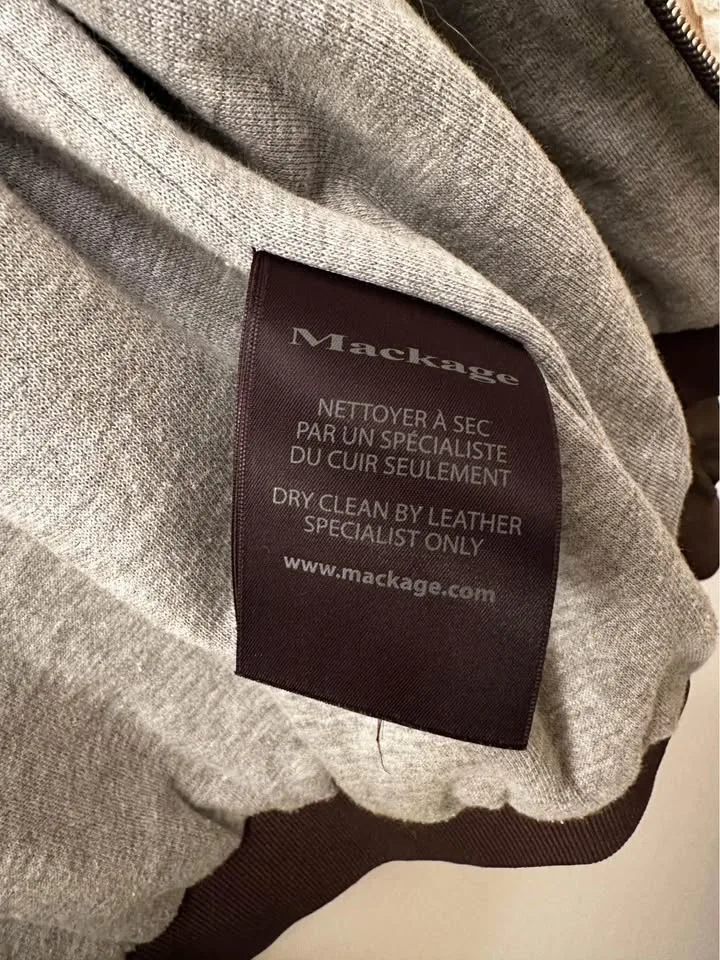 Mackage
NETTOYER À SEC
PAR UN SPÉCIALISTE
DU CUIR SEULEMENT
DRY CLEAN BY LEATHER
SPECIALIST ONLY
www.mackage.com